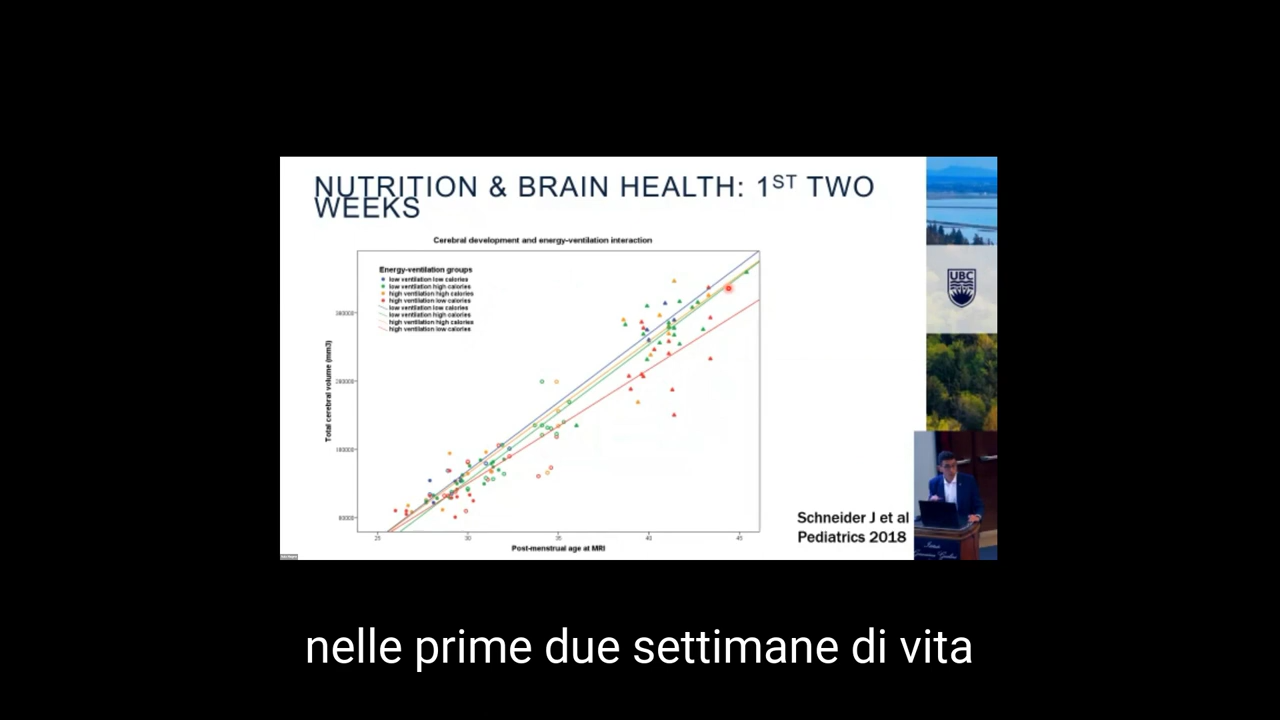 NUTRITION & BRAIN HEALTH: 1ST TWO
WEEKS
Cerebral development and energy-ventilation interaction
Energy-ventilation groups
low ventilation low calories
low ventilation high calories
high ventilation high calories
high ventilation low calories
low ventilation low calories
low ventilation high calories
high ventilation high calories
high ventilation low calories
Total cerebral volume (mm3)
25
30
35
40
45
Post-menstrual age at MRI
UBC
Schneider J et al
Pediatrics 2018
nelle prime due settimane di vita